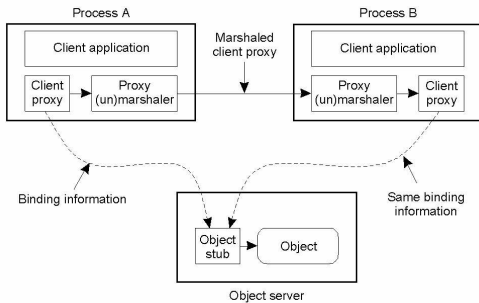 Process A
Process B
Client application
Marshaled
client proxy
Client application
Client
proxy
Proxy
(un)marshaler
Proxy
(un)marshaler
Client
proxy
Binding information
Same binding
information
Object
stub
Object
Object server